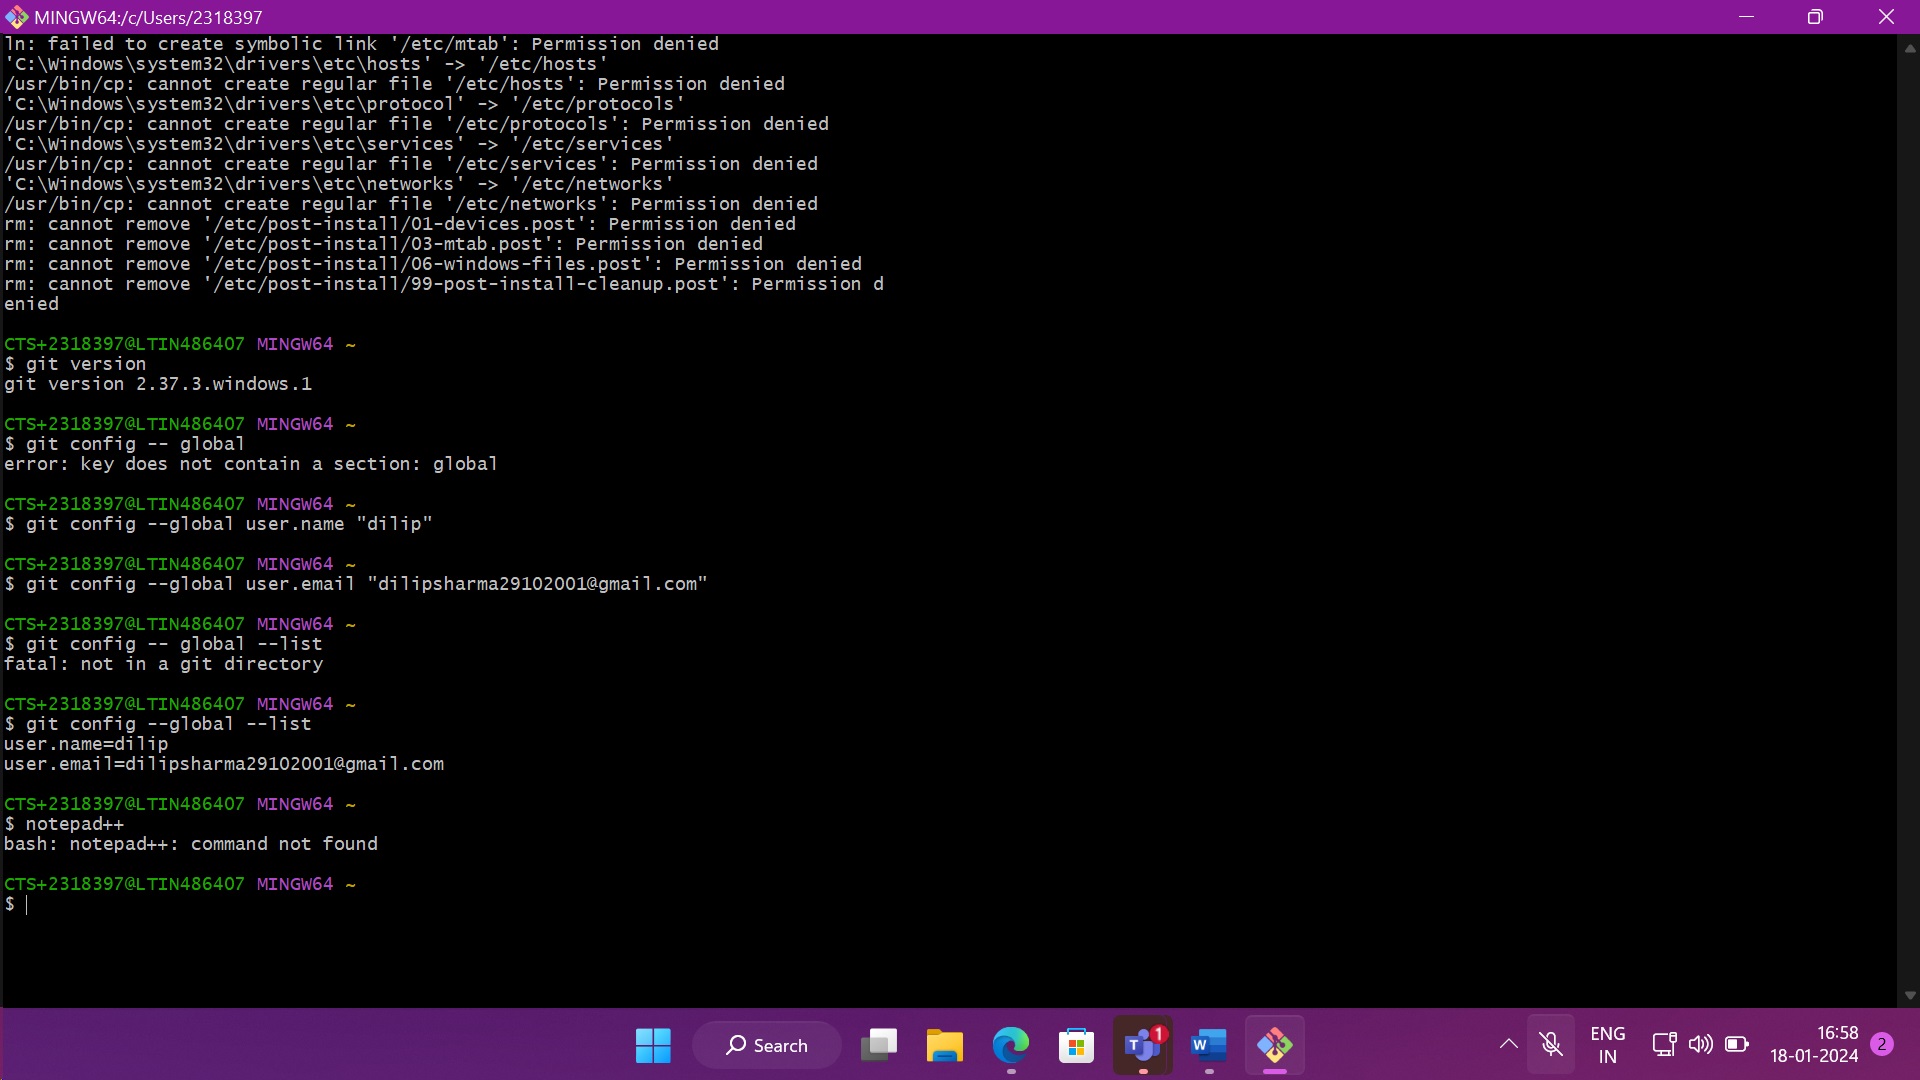 MINGW64:/c/Users/2318397
ln: failed to create symbolic link '/etc/mtab': Permission denied
'C:\Windows\system32\drivers\etc\hosts' -> '/etc/hosts'
/usr/bin/cp: cannot create regular file '/etc/hosts': Permission denied
'C:\Windows\system32\drivers\etc\protocol' -> '/etc/protocols'
/usr/bin/cp: cannot create regular file '/etc/protocols': Permission denied
'C:\Windows\system32\drivers\etc\services' -> '/etc/services'
/usr/bin/cp: cannot create regular file '/etc/services': Permission denied
'C:\Windows\system32\drivers\etc\networks' -> '/etc/networks'
/usr/bin/cp: cannot create regular file '/etc/networks': Permission denied
rm: cannot remove '/etc/post-install/01-devices.post': Permission denied
rm: cannot remove '/etc/post-install/03-mtab.post': Permission denied
rm: cannot remove '/etc/post-install/06-windows-files.post': Permission denied
rm: cannot remove '/etc/post-install/99-post-install-cleanup.post': Permission d
enied
CTS+2318397@LTIN486407 MINGW64 ~
$ git version
git version 2.37.3.windows.1
CTS+2318397@LTIN486407 MINGW64 ~
$ git config -- global
error: key does not contain a section: global
CTS+2318397@LTIN486407 MINGW64 ~
$ git config --global user.name "dilip"
CTS+2318397@LTIN486407 MINGW64 ~
$ git config --global user.email "dilipsharma29102001@gmail.com"
CTS+2318397@LTIN486407 MINGW64 ~
$ git config -- global --list
fatal: not in a git directory
CTS+2318397@LTIN486407 MINGW64 ~
$ git config --global --list
user.name=dilip
user.email=dilipsharma29102001@gmail.com
CTS+2318397@LTIN486407 MINGW64 ~
$ notepad++
bash: notepad++: command not found
CTS+2318397@LTIN486407 MINGW64 ~
$
Search
T
1
W
ENG
IN
16:58
18-01-2024
2